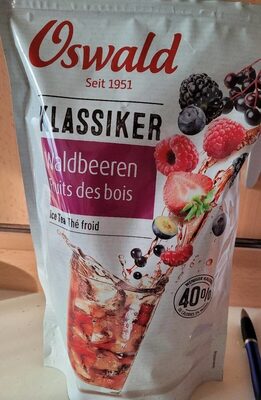 Oswald
Seit 1951
KLASSIKER
Waldbeeren
Fruits des bois
Ice Tea Thé froid
40%